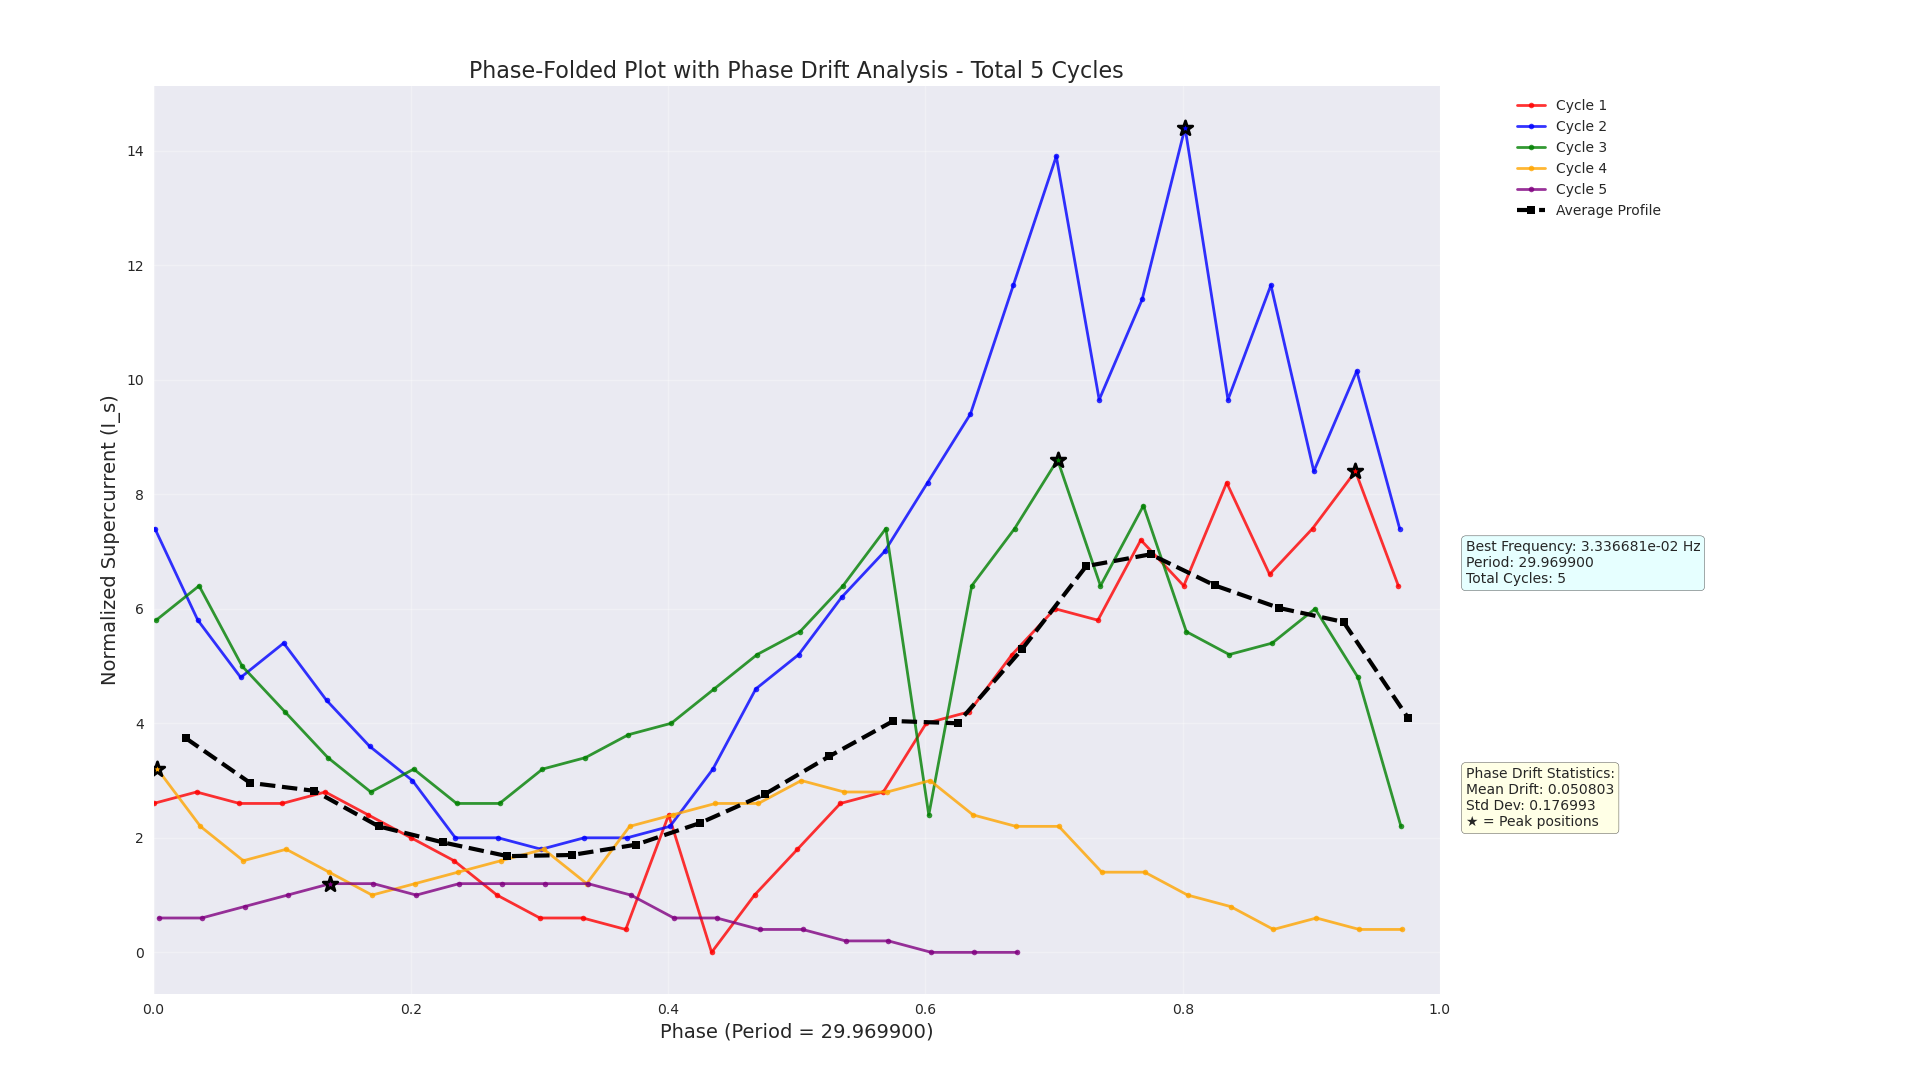 Phase-Folded Plot with Phase Drift Analysis - Total 5 Cycles
Normalized Supercurrent (I_s)
14
12
10
8
6
4
2
0
0.0
0.2
0.4
0.6
0.8
1.0
Phase (Period = 29.969900)
Cycle 1
Cycle 2
Cycle 3
Cycle 4
Cycle 5
Average Profile
Best Frequency: 3.336681e-02 Hz
Period: 29.969900
Total Cycles: 5
Phase Drift Statistics:
Mean Drift: 0.050803
Std Dev: 0.176993
★ = Peak positions